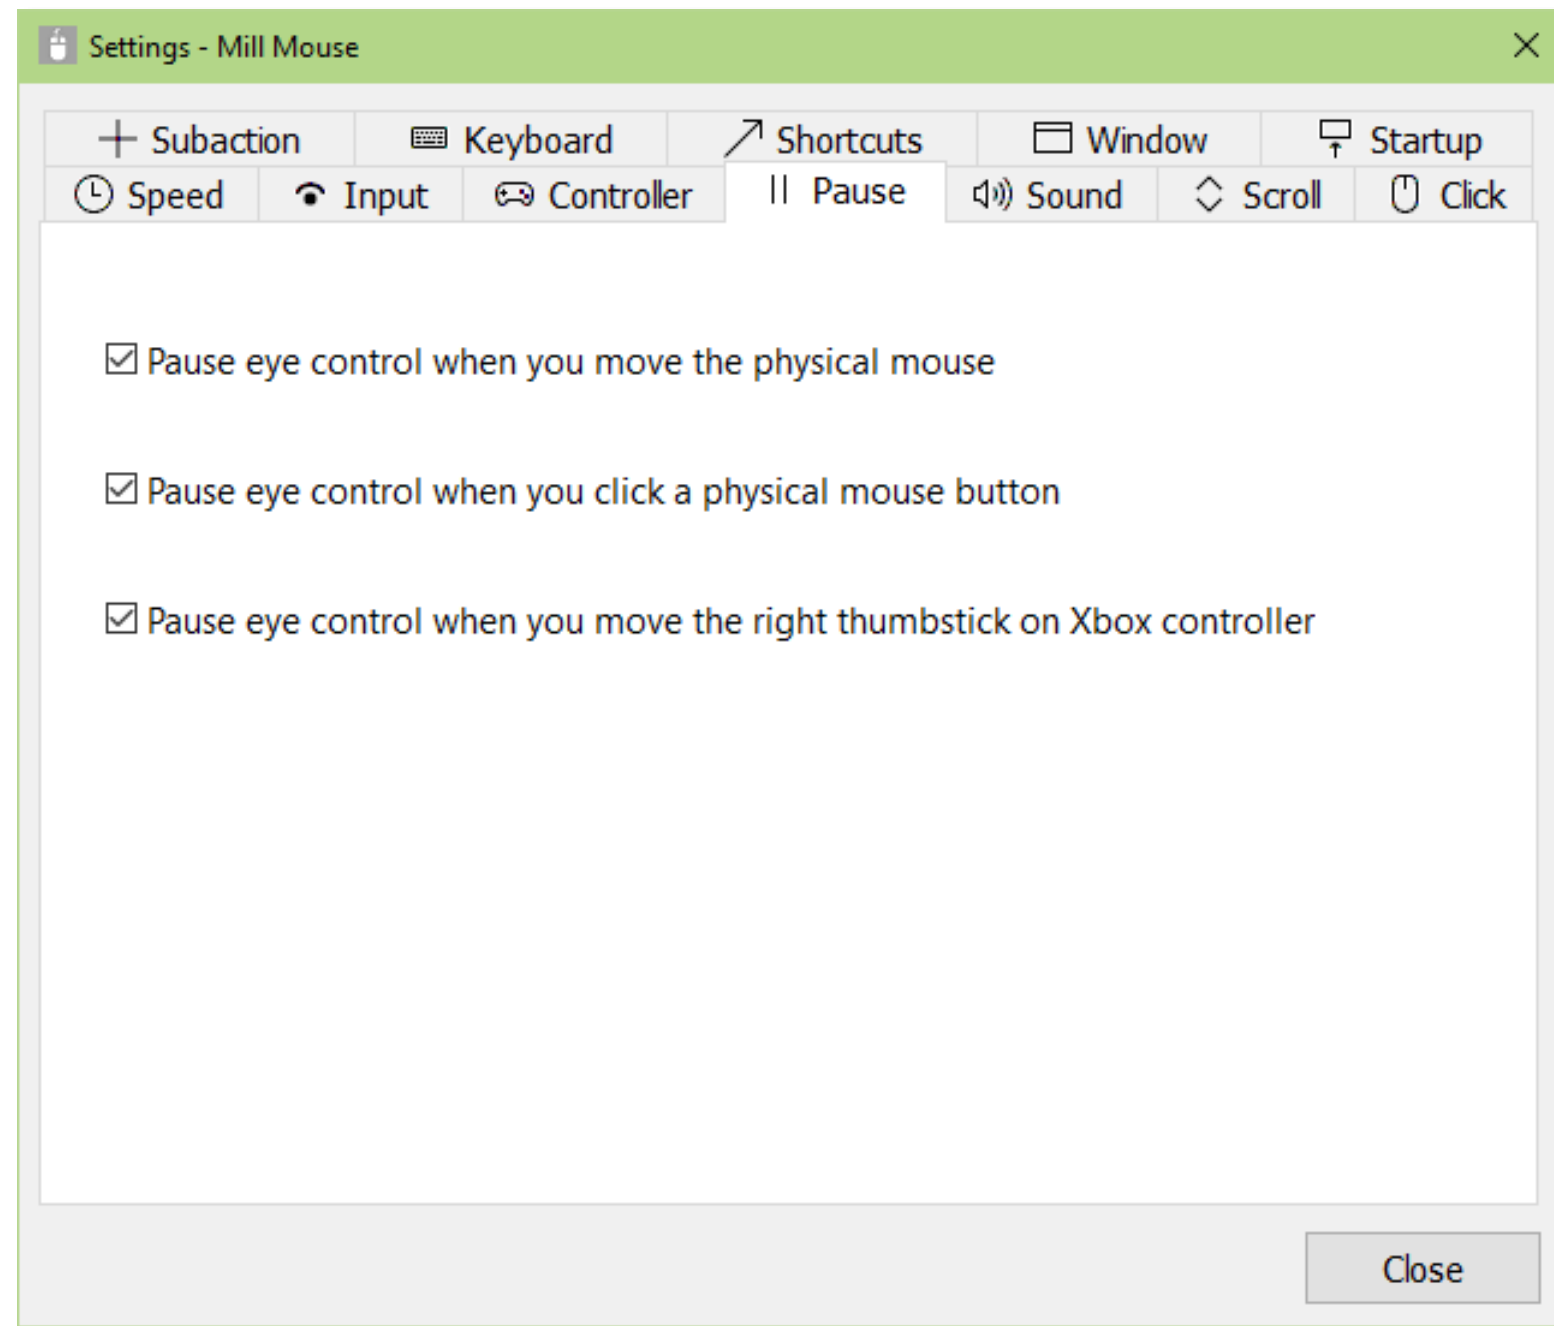 Settings - Mill Mouse
Subaction Keyboard Shortcuts Window Startup
Speed Input Controller Pause Sound Scroll Click
Pause eye control when you move the physical mouse
Pause eye control when you click a physical mouse button
Pause eye control when you move the right thumbstick on Xbox controller
Close